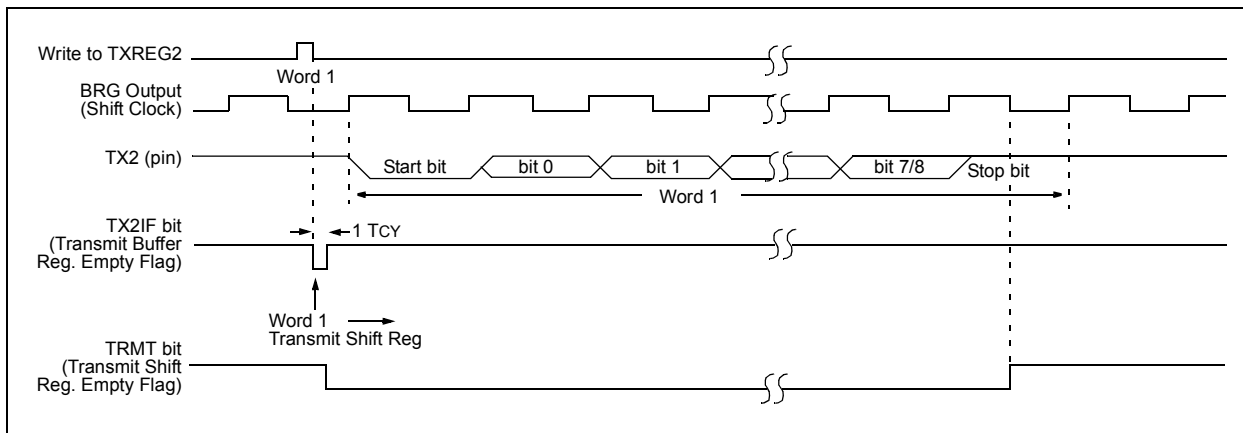 Write to TXREG2
Word 1
BRG Output
(Shift Clock)
TX2 (pin)
Start bit
bit 0
bit 1
bit 7/8
Stop bit
Word 1
TX2IF bit
(Transmit Buffer
Reg. Empty Flag)
1 TCY
Word 1
Transmit Shift Reg
TRMT bit
(Transmit Shift
Reg. Empty Flag)